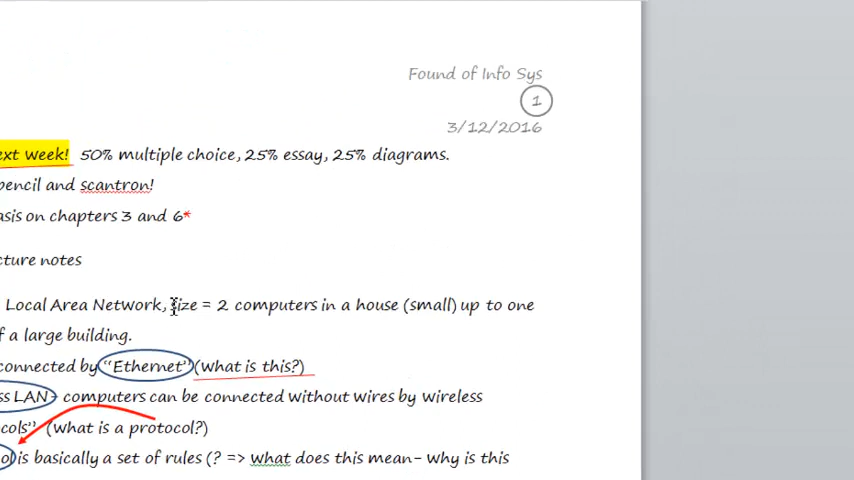 Found of Info Sys
1
3/12/2016
ext week! 50% multiple choice, 25% essay, 25% diagrams.
pencil and scantron!
asis on chapters 3 and 6*
cture notes
Local Area Network, size = 2 computers in a house (small) up to one
f a large building.
connected by "Ethernet" (what is this?)
ss LAN- computers can be connected without wires by wireless
cols" (what is a protocol?)
ol is basically a set of rules (? => what does this mean- why is this